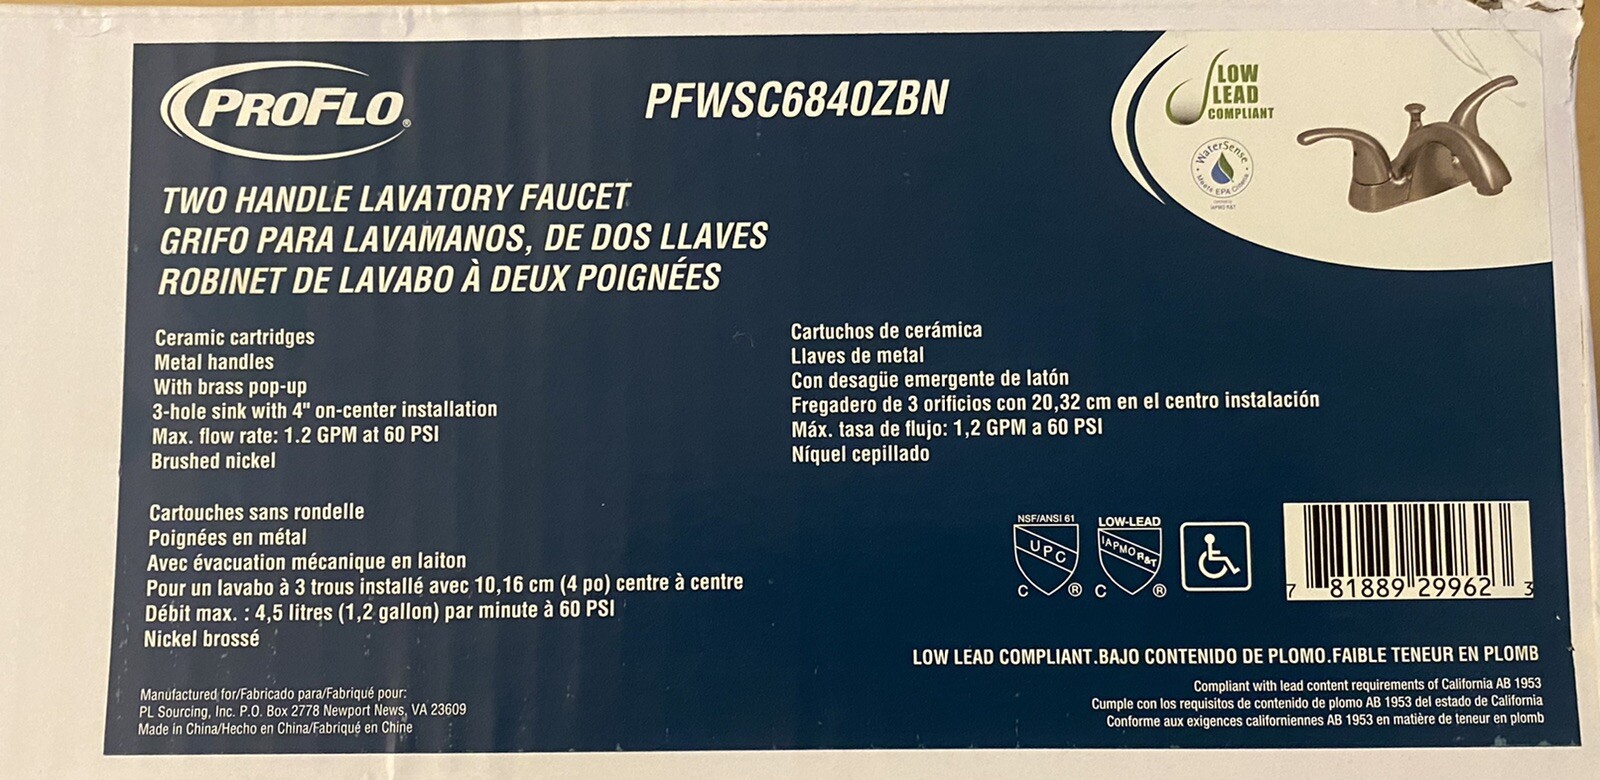 PROFLO®
PFWSC6840ZBN
LOW
LEAD
COMPLIANT
WaterSense
Meets EPA Criteria
TWO HANDLE LAVATORY FAUCET
GRIFO PARA LAVAMANOS, DE DOS LLAVES
ROBINET DE LAVABO À DEUX POIGNÉES
Ceramic cartridges
Metal handles
With brass pop-up
3-hole sink with 4" on-center installation
Max. flow rate: 1.2 GPM at 60 PSI
Brushed nickel
Cartuchos de cerámica
Llaves de metal
Con desagüe emergente de latón
Fregadero de 3 orificios con 20,32 cm en el centro instalación
Máx. tasa de flujo: 1,2 GPM a 60 PSI
Níquel cepillado
Cartouches sans rondelle
Poignées en métal
Avec évacuation mécanique en laiton
Pour un lavabo à 3 trous installé avec 10,16 cm (4 po) centre à centre
Débit max. : 4,5 litres (1,2 gallon) par minute à 60 PSI
Nickel brossé
NSF/ANSI 61
UPC
C ®
LOW-LEAD
IAPMO R&T
C ®
7 81889 29962 3
LOW LEAD COMPLIANT.BAJO CONTENIDO DE PLOMO.FAIBLE TENEUR EN PLOMB
Compliant with lead content requirements of California AB 1953
Cumple con los requisitos de contenido de plomo AB 1953 del estado de California
Conforme aux exigences californiennes AB 1953 en matière de teneur en plomb
Manufactured for/Fabricado para/Fabriqué pour:
PL Sourcing, Inc. P.O. Box 2778 Newport News, VA 23609
Made in China/Hecho en China/Fabriqué en Chine